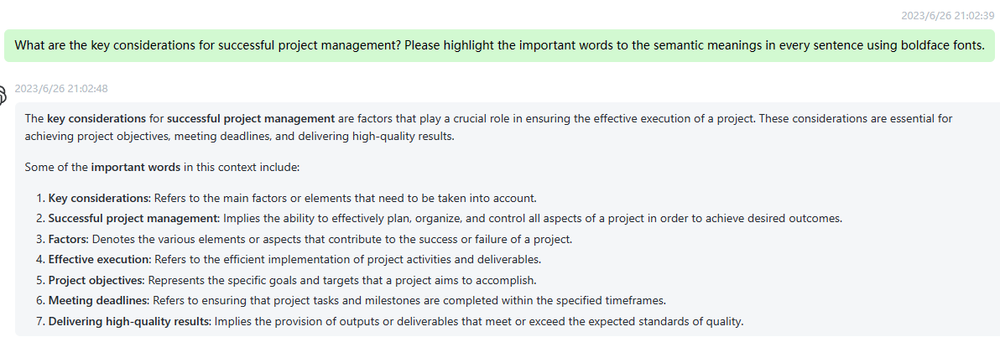 2023/6/26 21:02:39
What are the key considerations for successful project management? Please highlight the important words to the semantic meanings in every sentence using boldface fonts.
2023/6/26 21:02:48
The key considerations for successful project management are factors that play a crucial role in ensuring the effective execution of a project. These considerations are essential for
achieving project objectives, meeting deadlines, and delivering high-quality results.
Some of the important words in this context include:
1. Key considerations: Refers to the main factors or elements that need to be taken into account.
2. Successful project management: Implies the ability to effectively plan, organize, and control all aspects of a project in order to achieve desired outcomes.
3. Factors: Denotes the various elements or aspects that contribute to the success or failure of a project.
4. Effective execution: Refers to the efficient implementation of project activities and deliverables.
5. Project objectives: Represents the specific goals and targets that a project aims to accomplish.
6. Meeting deadlines: Refers to ensuring that project tasks and milestones are completed within the specified timeframes.
7. Delivering high-quality results: Implies the provision of outputs or deliverables that meet or exceed the expected standards of quality.